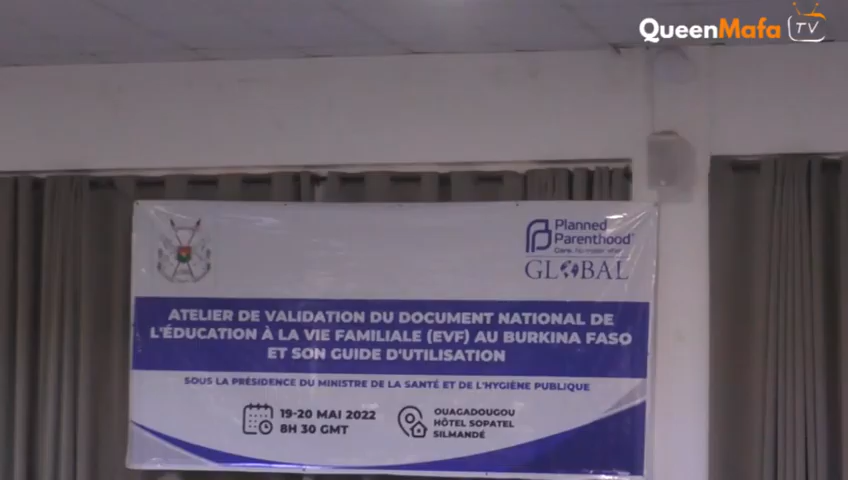 QueenMafa TV
Planned
Parenthood
Care.
GLOBAL
ATELIER DE VALIDATION DU DOCUMENT NATIONAL DE
L'ÉDUCATION À LA VIE FAMILIALE (EVF) AU BURKINA FASO
ET SON GUIDE D'UTILISATION
SOUS LA PRÉSIDENCE DU MINISTRE DE LA SANTÉ ET DE L'HYGIÈNE PUBLIQUE
19-20 MAI 2022
8H 30 GMT
OUAGADOUGOU
HÔTEL SOPATEL
SILMANDÉ